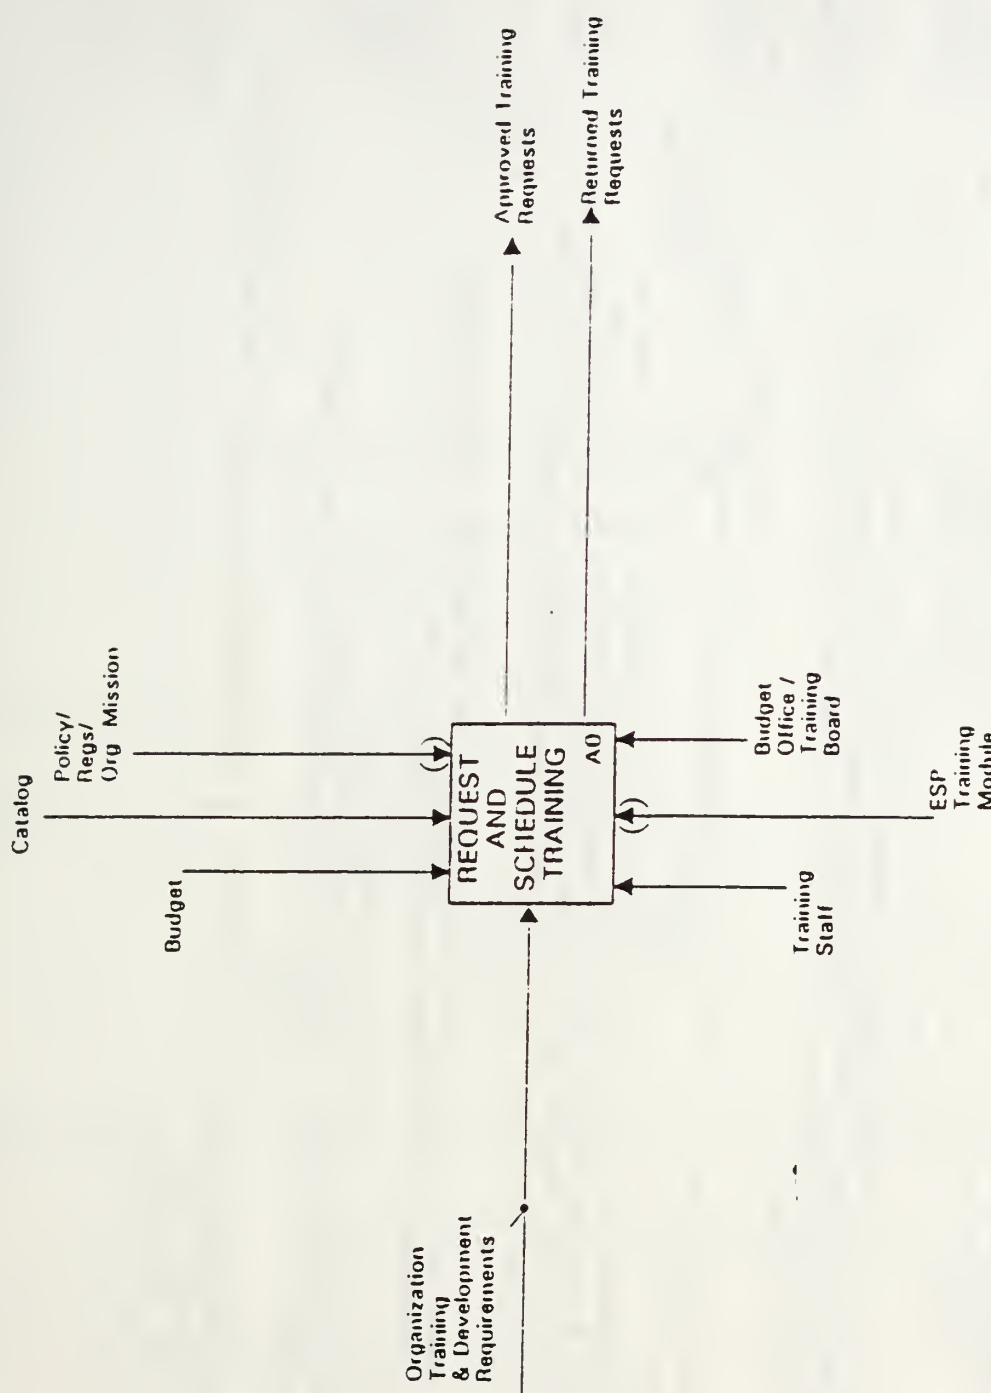 Catalog
Policy/
Regs/
Org Mission
Budget
Organization
Training
& Development
Requirements
REQUEST
AND
SCHEDULE
TRAINING
A0
Approved Training
Requests
Returned Training
Requests
Training
Staff
ESP
Training
Module
Budget
Office /
Training
Board